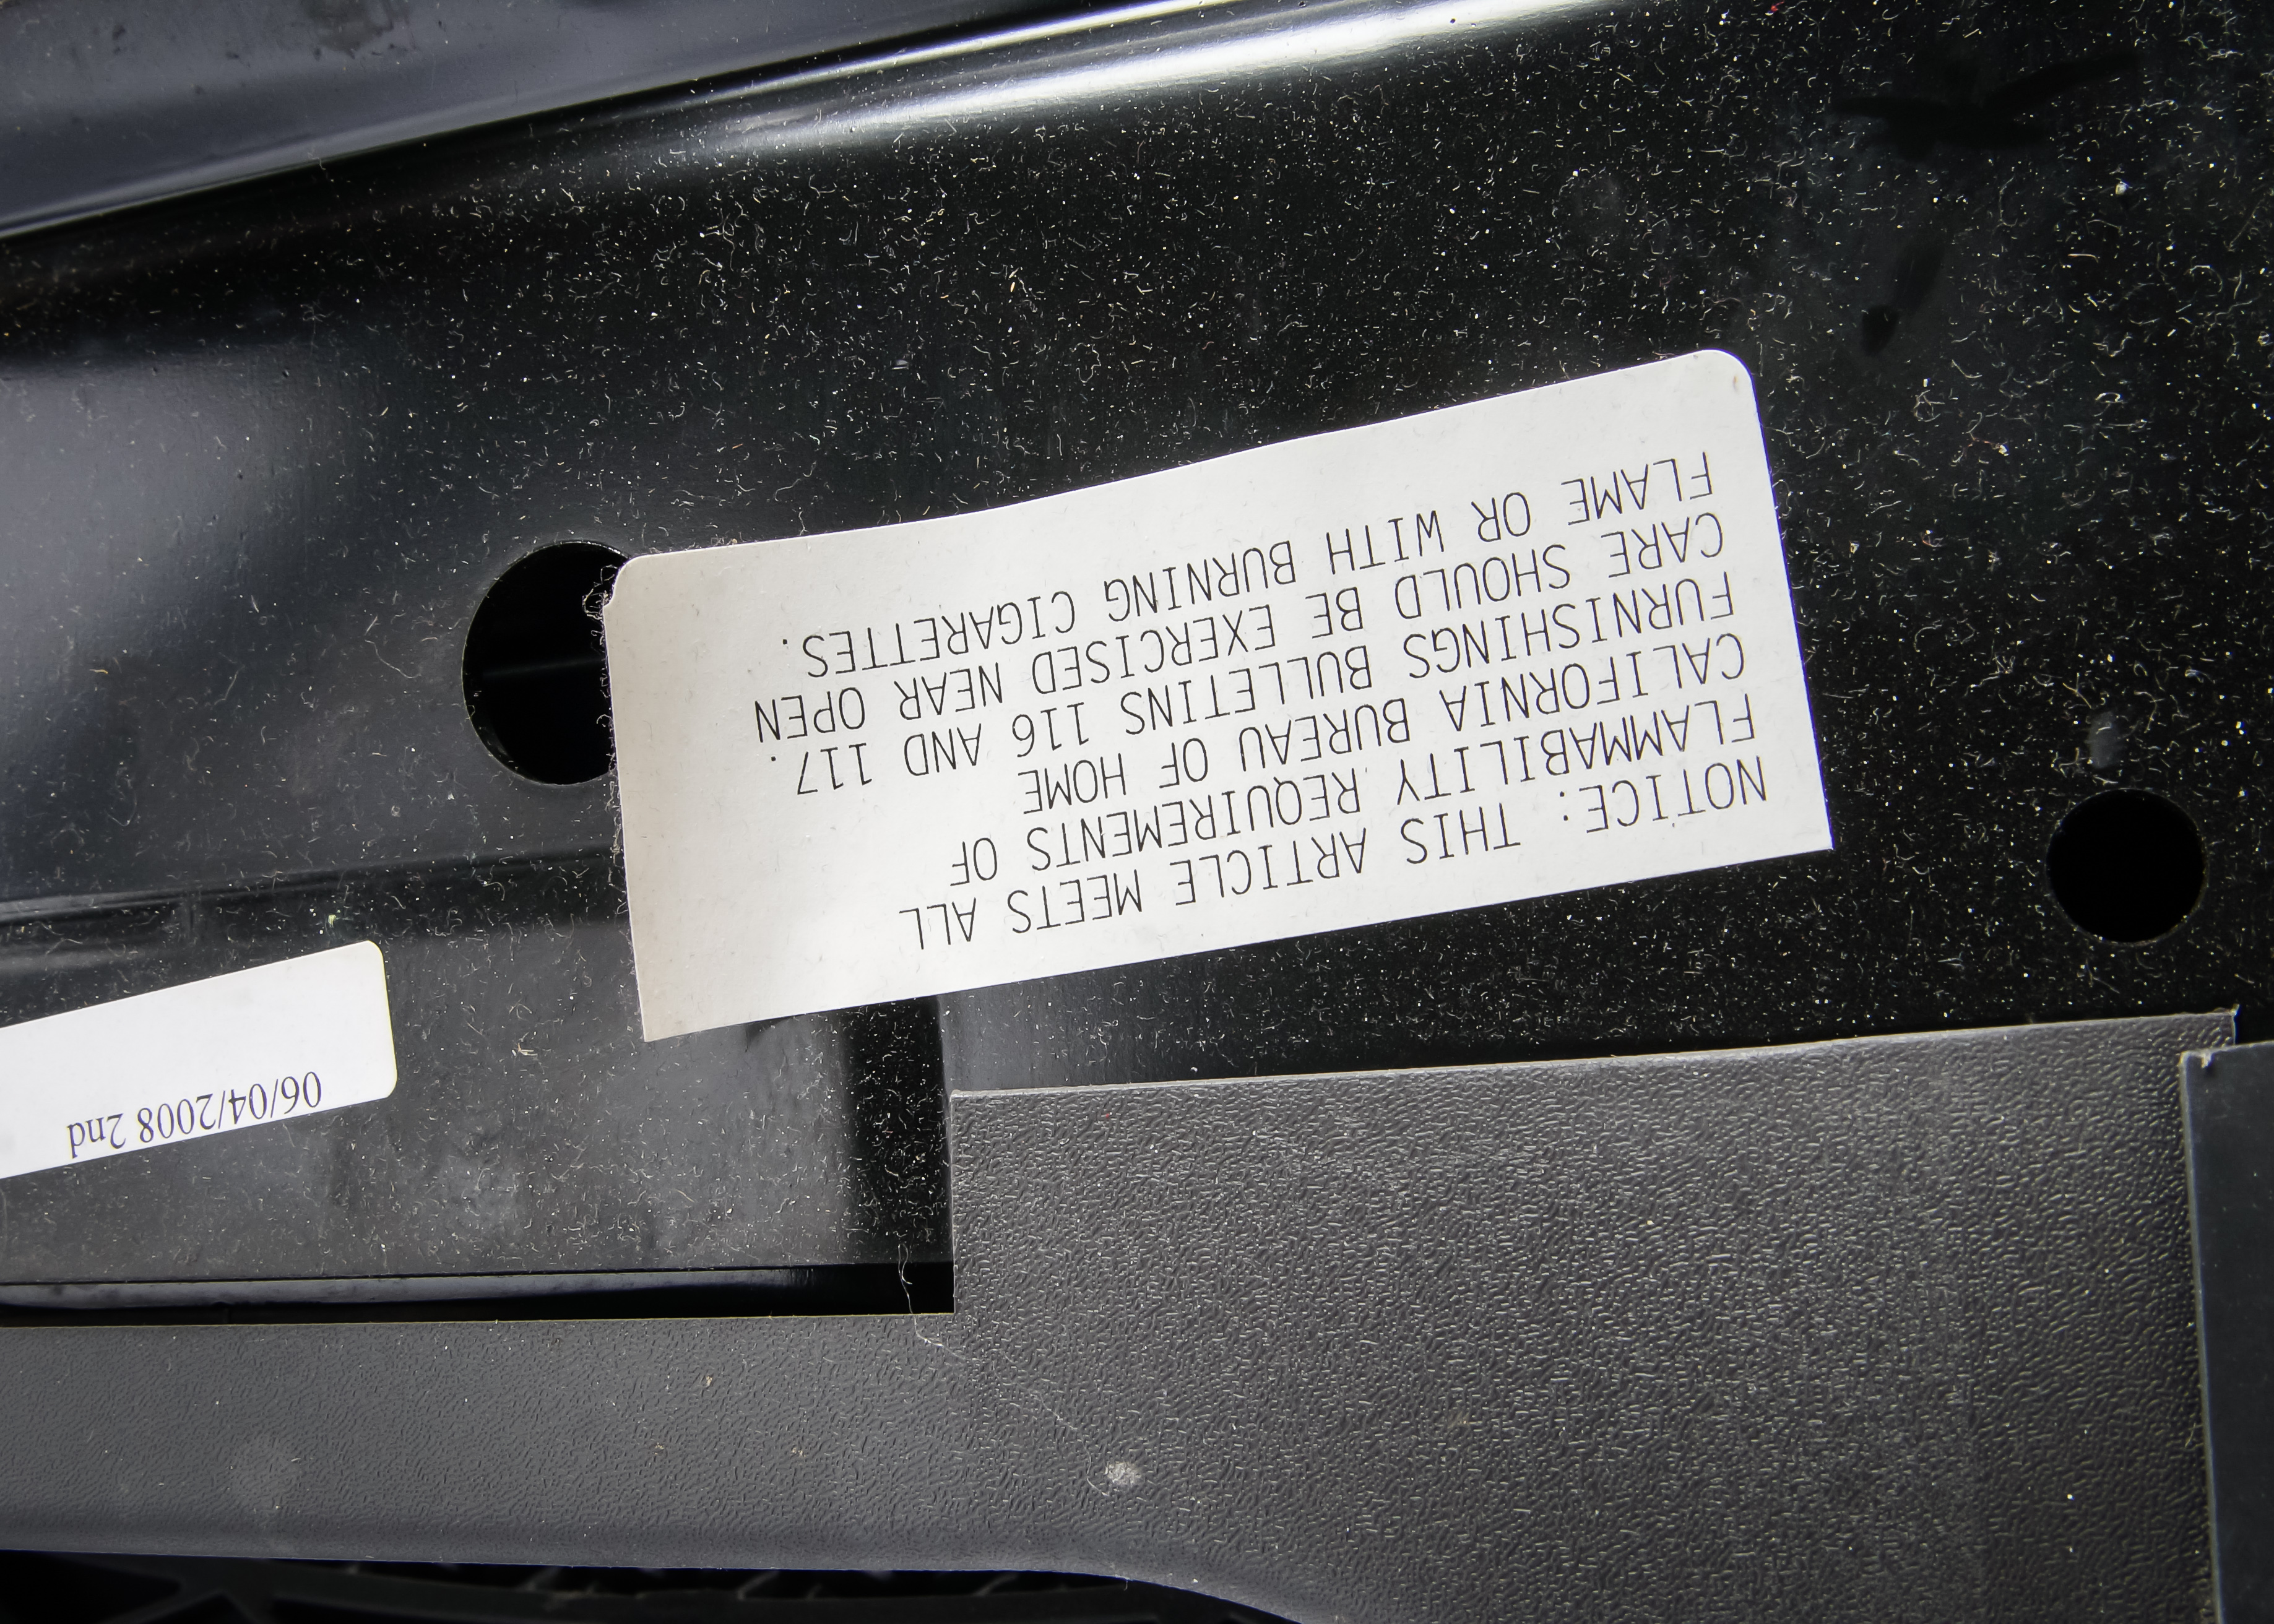 NOTICE: THIS ARTICLE MEETS ALL
FLAMMABILITY REQUIREMENTS OF
CALIFORNIA BUREAU OF HOME
FURNISHINGS BULLETINS 116 AND 117.
CARE SHOULD BE EXERCISED NEAR OPEN
FLAME OR WITH BURNING CIGARETTES.
06/04/2008 2nd